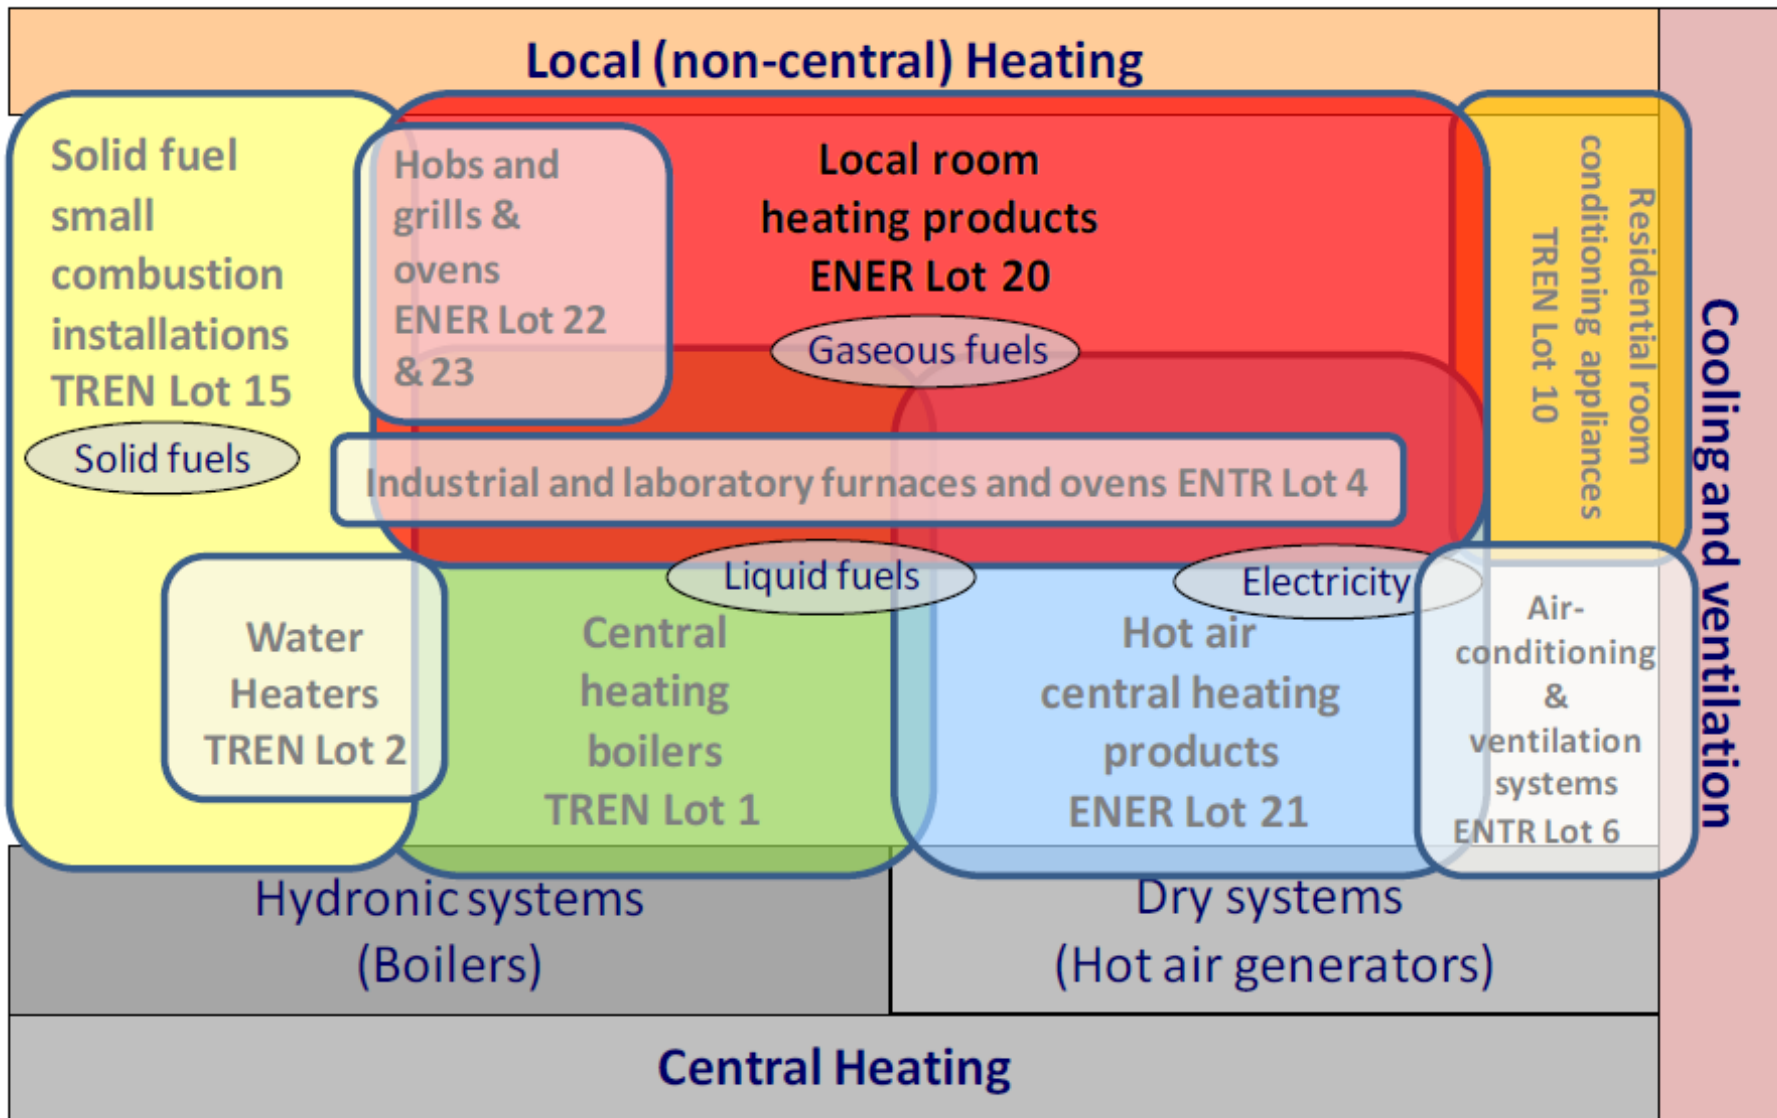 Local (non-central) Heating
Solid fuel
small
combustion
installations
TREN Lot 15
Solid fuels
Hobs and
grills &
ovens
ENER Lot 22
& 23
Local room
heating products
ENER Lot 20
Gaseous fuels
Residential room
conditioning appliances
TREN Lot 10
Cooling and ventilation
Industrial and laboratory furnaces and ovens ENTR Lot 4
Liquid fuels
Electricity
Water
Heaters
TREN Lot 2
Central
heating
boilers
TREN Lot 1
Hot air
central heating
products
ENER Lot 21
Air-
conditioning
&
ventilation
systems
ENTR Lot 6
Hydronic systems
(Boilers)
Dry systems
(Hot air generators)
Central Heating